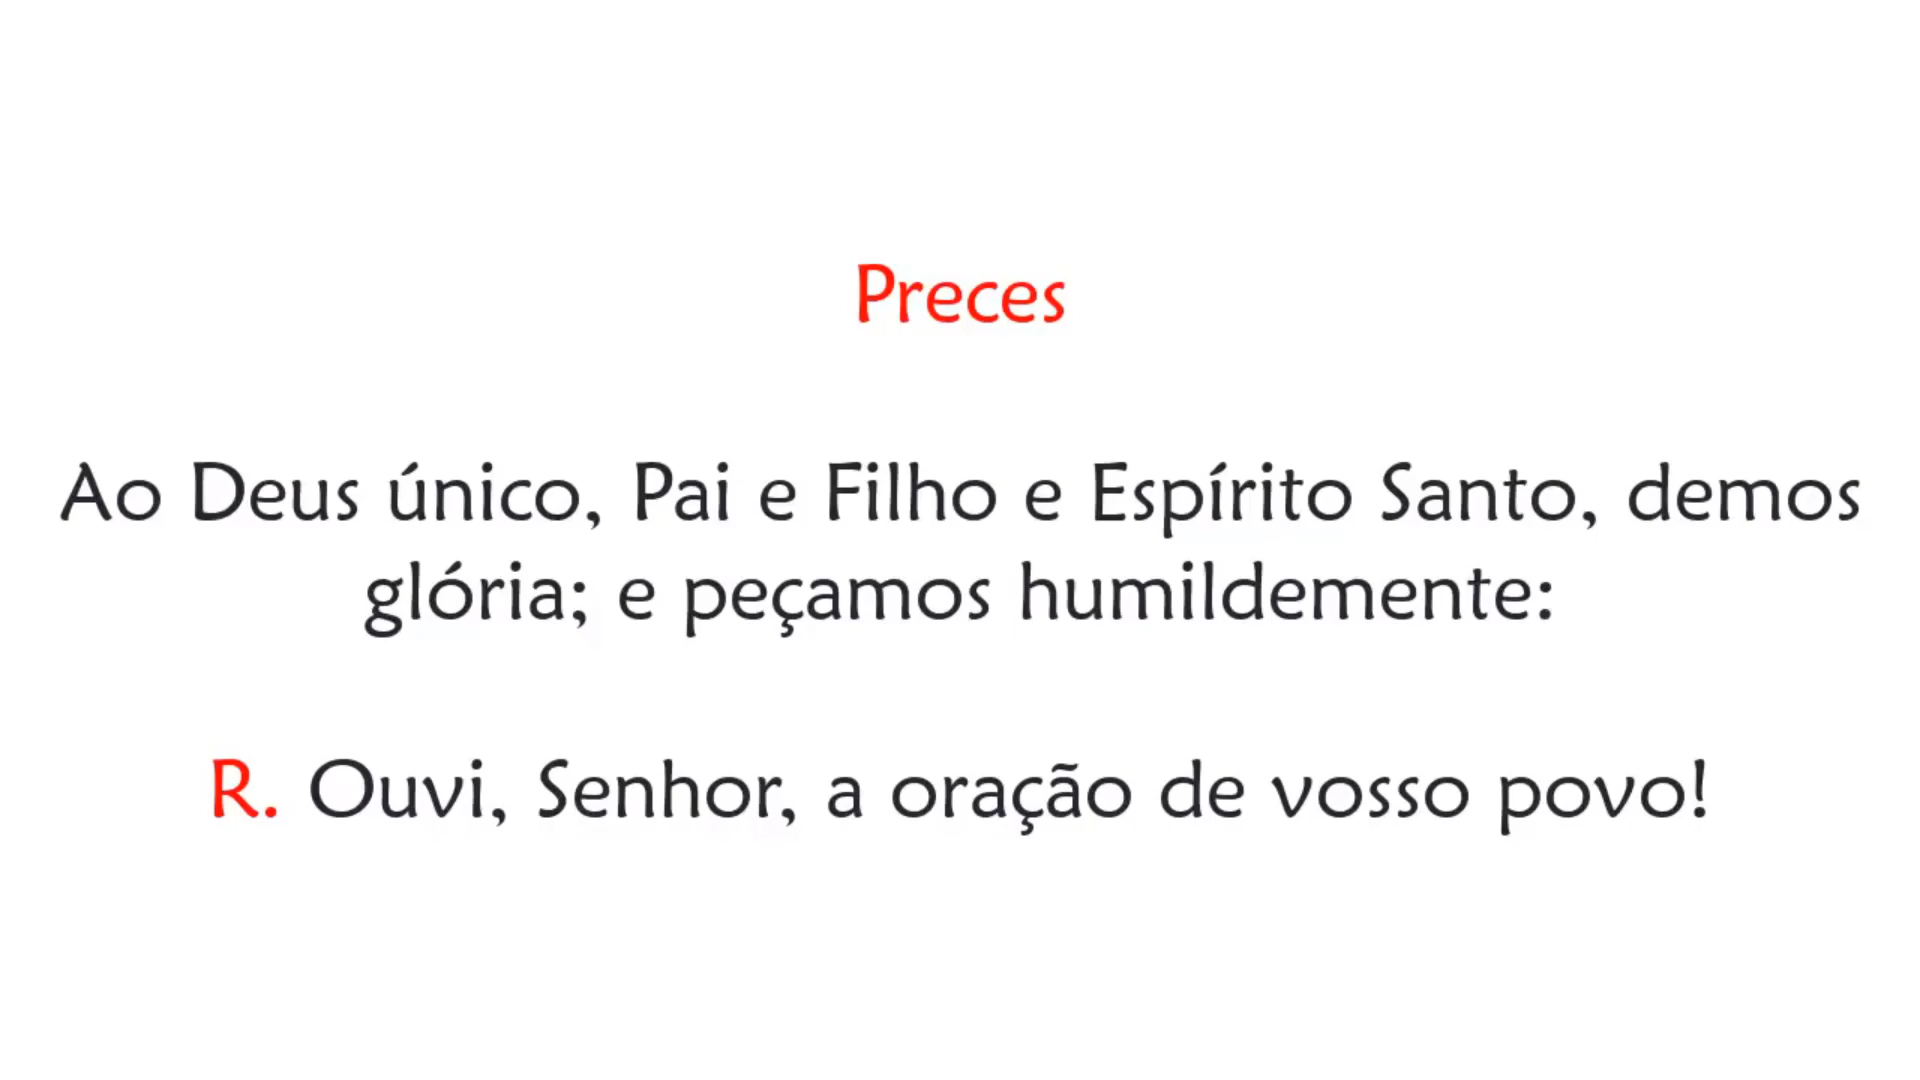 Preces
Ao Deus único, Pai e Filho e Espírito Santo, demos
glória; e peçamos humildemente:
R. Ouvi, Senhor, a oração de vosso povo!